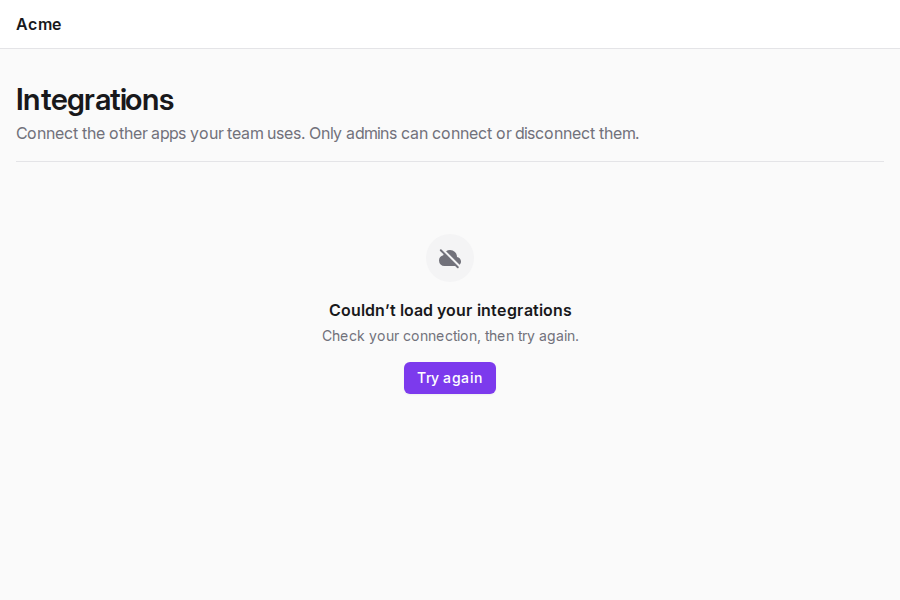 Acme
Integrations
Connect the other apps your team uses. Only admins can connect or disconnect them.
Couldn’t load your integrations
Check your connection, then try again.
Try again